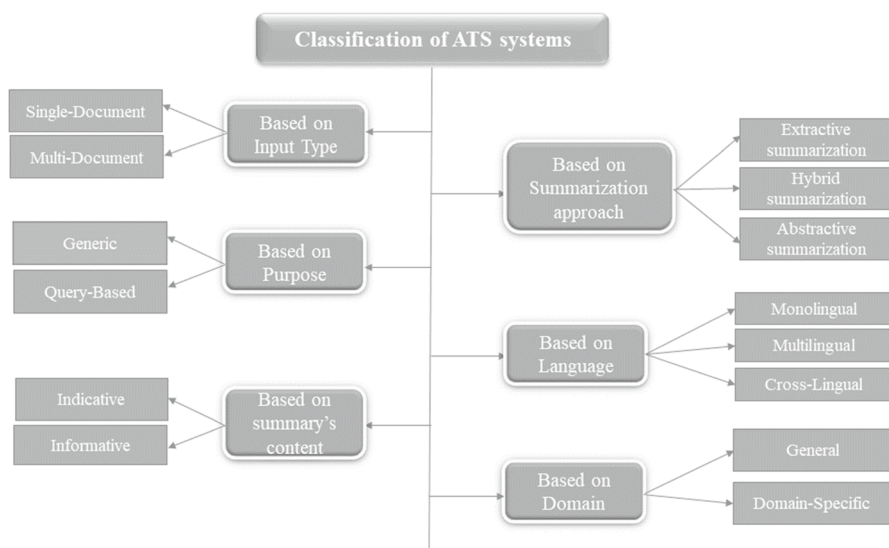 Classification of ATS systems
Single-Document
Multi-Document
Based on
Input Type
Generic
Query-Based
Based on
Purpose
Indicative
Informative
Based on
summary's
content
Based on
Summarization
approach
Extractive
summarization
Hybrid
summarization
Abstractive
summarization
Based on
Language
Monolingual
Multilingual
Cross-Lingual
Based on
Domain
General
Domain-Specific